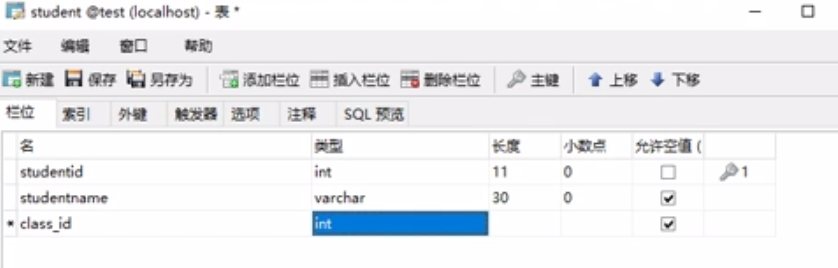 student @test (localhost) - 表 *
文件 编辑 窗口 帮助
新建 保存 另存为 添加栏位 插入栏位 删除栏位 主键 上移 下移
栏位 索引 外键 触发器 选项 注释 SQL 预览
名 类型 长度 小数点 允许空值 (
studentid int 11 0 1
studentname varchar 30 0
* class_id int